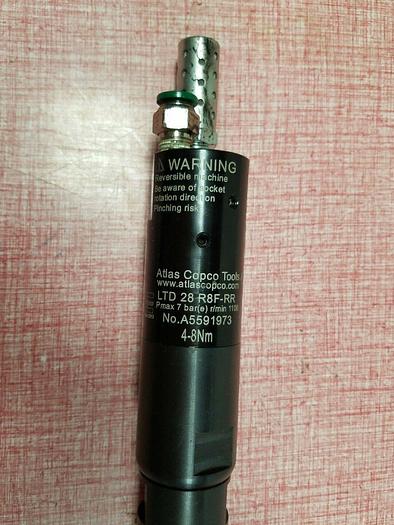 ⚠ WARNING
Reversible machine
Be aware of socket
rotation direction
Pinching risk
Atlas Copco Tools
www.atlascopco.com
LTD 28 R8F-RR
Pmax 7 bar(e) r/min 1100
No.A5591973
4-8Nm